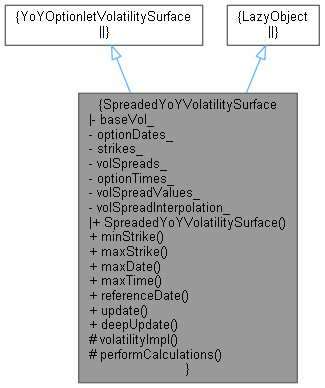 {YoYOptionletVolatilitySurface
||}
{LazyObject
||}
{SpreadedYoYVolatilitySurface
|- baseVol_
- optionDates_
- strikes_
- volSpreads_
- optionTimes_
- volSpreadValues_
- volSpreadInterpolation_
|+ SpreadedYoYVolatilitySurface()
+ minStrike()
+ maxStrike()
+ maxDate()
+ maxTime()
+ referenceDate()
+ update()
+ deepUpdate()
# volatilityImpl()
# performCalculations()
}